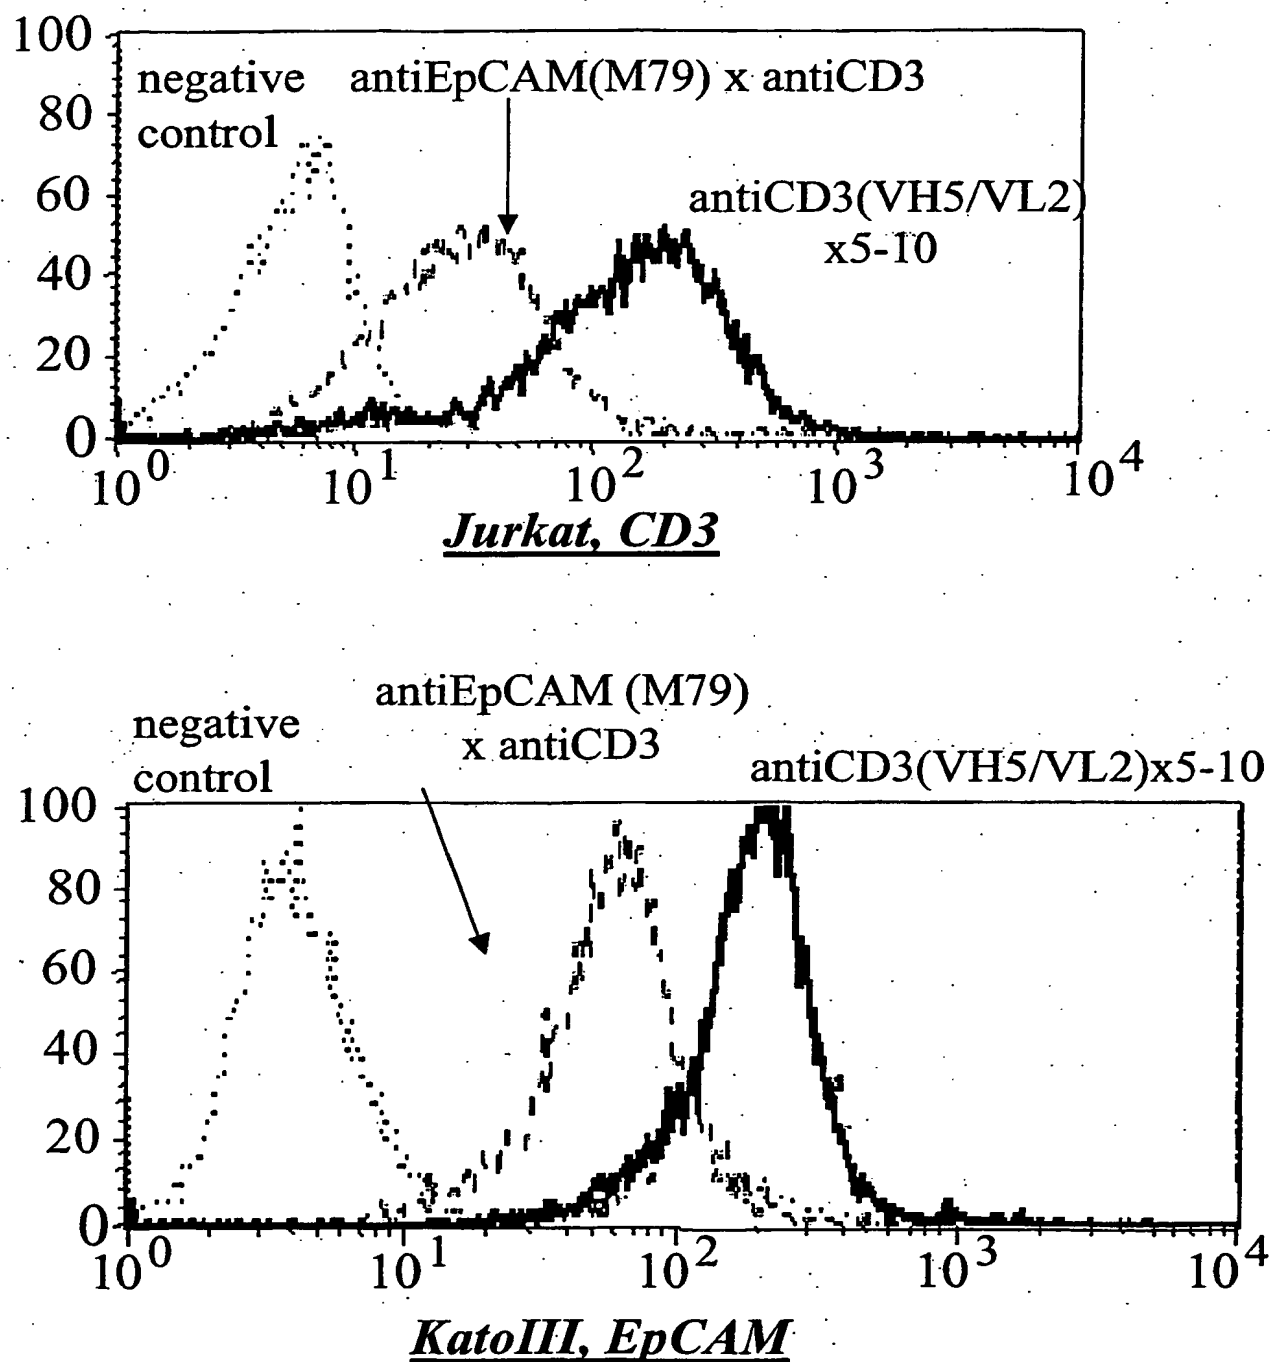 100
80
60
40
20
0
negative
control
antiEpCAM(M79) x antiCD3
antiCD3(VH5/VL2)
x5-10
10^0 10^1 10^2 10^3 10^4
Jurkat, CD3
antiEpCAM (M79)
x antiCD3
negative
control
antiCD3(VH5/VL2)x5-10
100
80
60
40
20
0
10^0 10^1 10^2 10^3 10^4
KatoIII, EpCAM